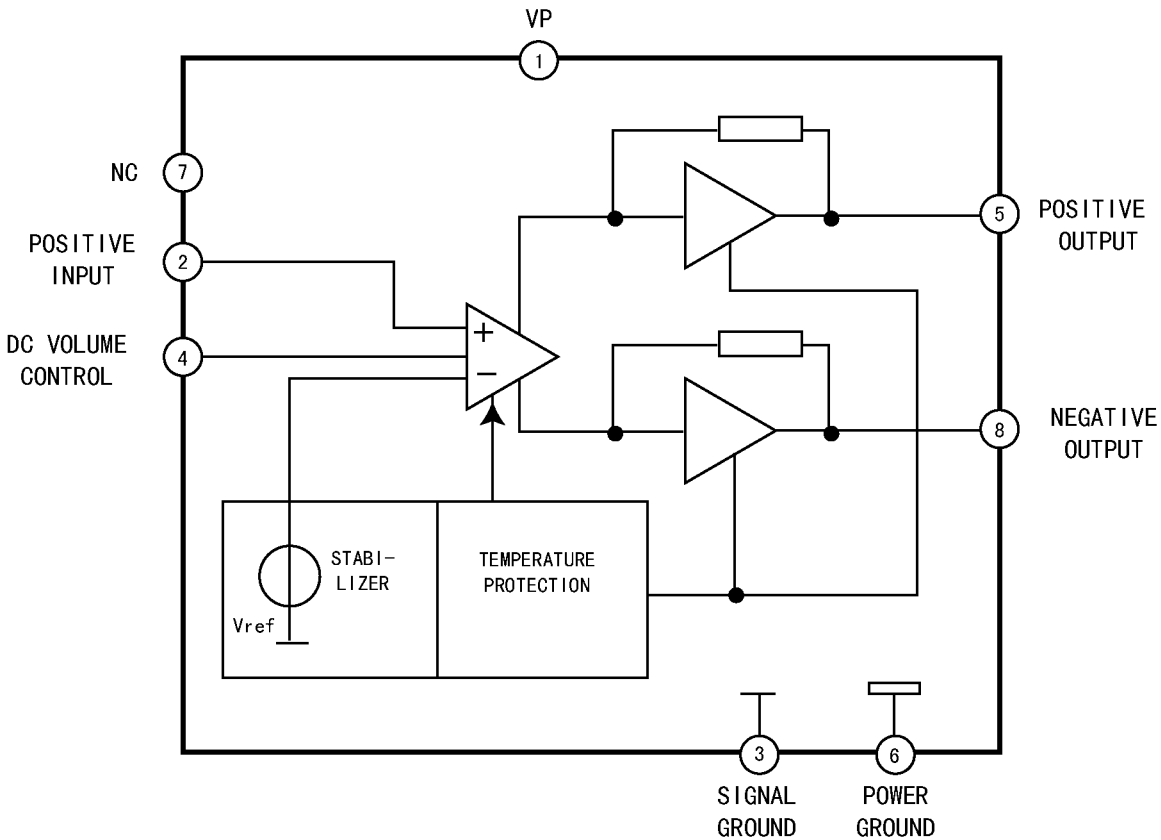 VP
1
NC
7
POSITIVE
INPUT
2
DC VOLUME
CONTROL
4
+
−
5
POSITIVE
OUTPUT
8
NEGATIVE
OUTPUT
STABI-
LIZER
Vref
TEMPERATURE
PROTECTION
3
SIGNAL
GROUND
6
POWER
GROUND